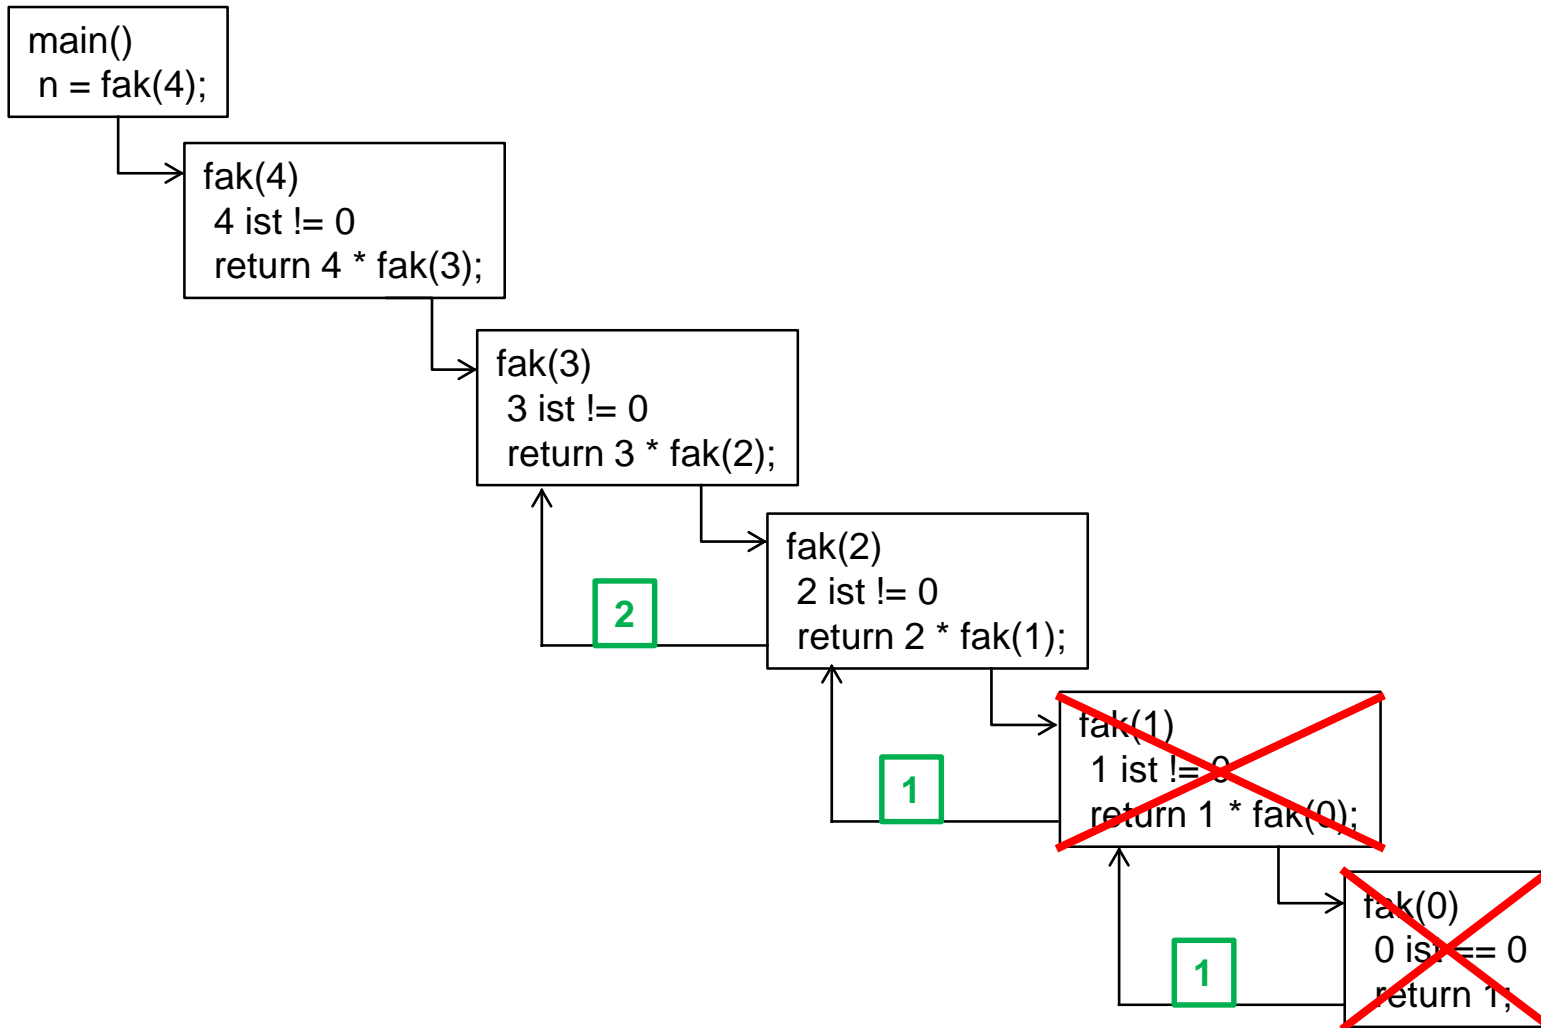 main()
n = fak(4);
fak(4)
4 ist != 0
return 4 * fak(3);
fak(3)
3 ist != 0
return 3 * fak(2);
fak(2)
2 ist != 0
return 2 * fak(1);
2
fak(1)
1 ist != 0
return 1 * fak(0);
1
fak(0)
0 ist == 0
return 1;
1